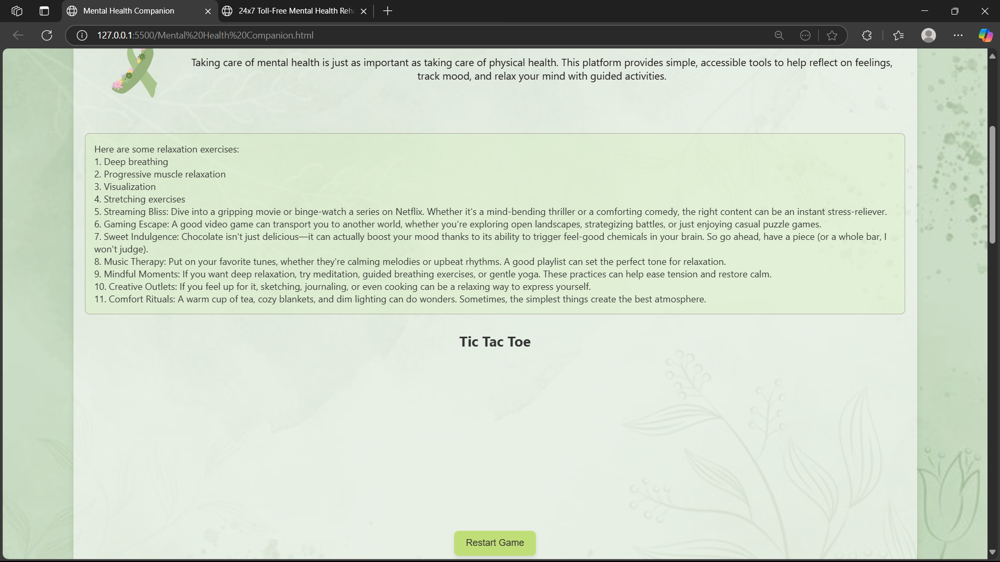 Mental Health Companion
24x7 Toll-Free Mental Health Reh
127.0.0.1:5500/Mental%20Health%20Companion.html
Taking care of mental health is just as important as taking care of physical health. This platform provides simple, accessible tools to help reflect on feelings,
track mood, and relax your mind with guided activities.
Here are some relaxation exercises:
1. Deep breathing
2. Progressive muscle relaxation
3. Visualization
4. Stretching exercises
5. Streaming Bliss: Dive into a gripping movie or binge-watch a series on Netflix. Whether it's a mind-bending thriller or a comforting comedy, the right content can be an instant stress-reliever.
6. Gaming Escape: A good video game can transport you to another world, whether you're exploring open landscapes, strategizing battles, or just enjoying casual puzzle games.
7. Sweet Indulgence: Chocolate isn't just delicious—it can actually boost your mood thanks to its ability to trigger feel-good chemicals in your brain. So go ahead, have a piece (or a whole bar, I
won't judge).
8. Music Therapy: Put on your favorite tunes, whether they're calming melodies or upbeat rhythms. A good playlist can set the perfect tone for relaxation.
9. Mindful Moments: If you want deep relaxation, try meditation, guided breathing exercises, or gentle yoga. These practices can help ease tension and restore calm.
10. Creative Outlets: If you feel up for it, sketching, journaling, or even cooking can be a relaxing way to express yourself.
11. Comfort Rituals: A warm cup of tea, cozy blankets, and dim lighting can do wonders. Sometimes, the simplest things create the best atmosphere.
Tic Tac Toe
Restart Game